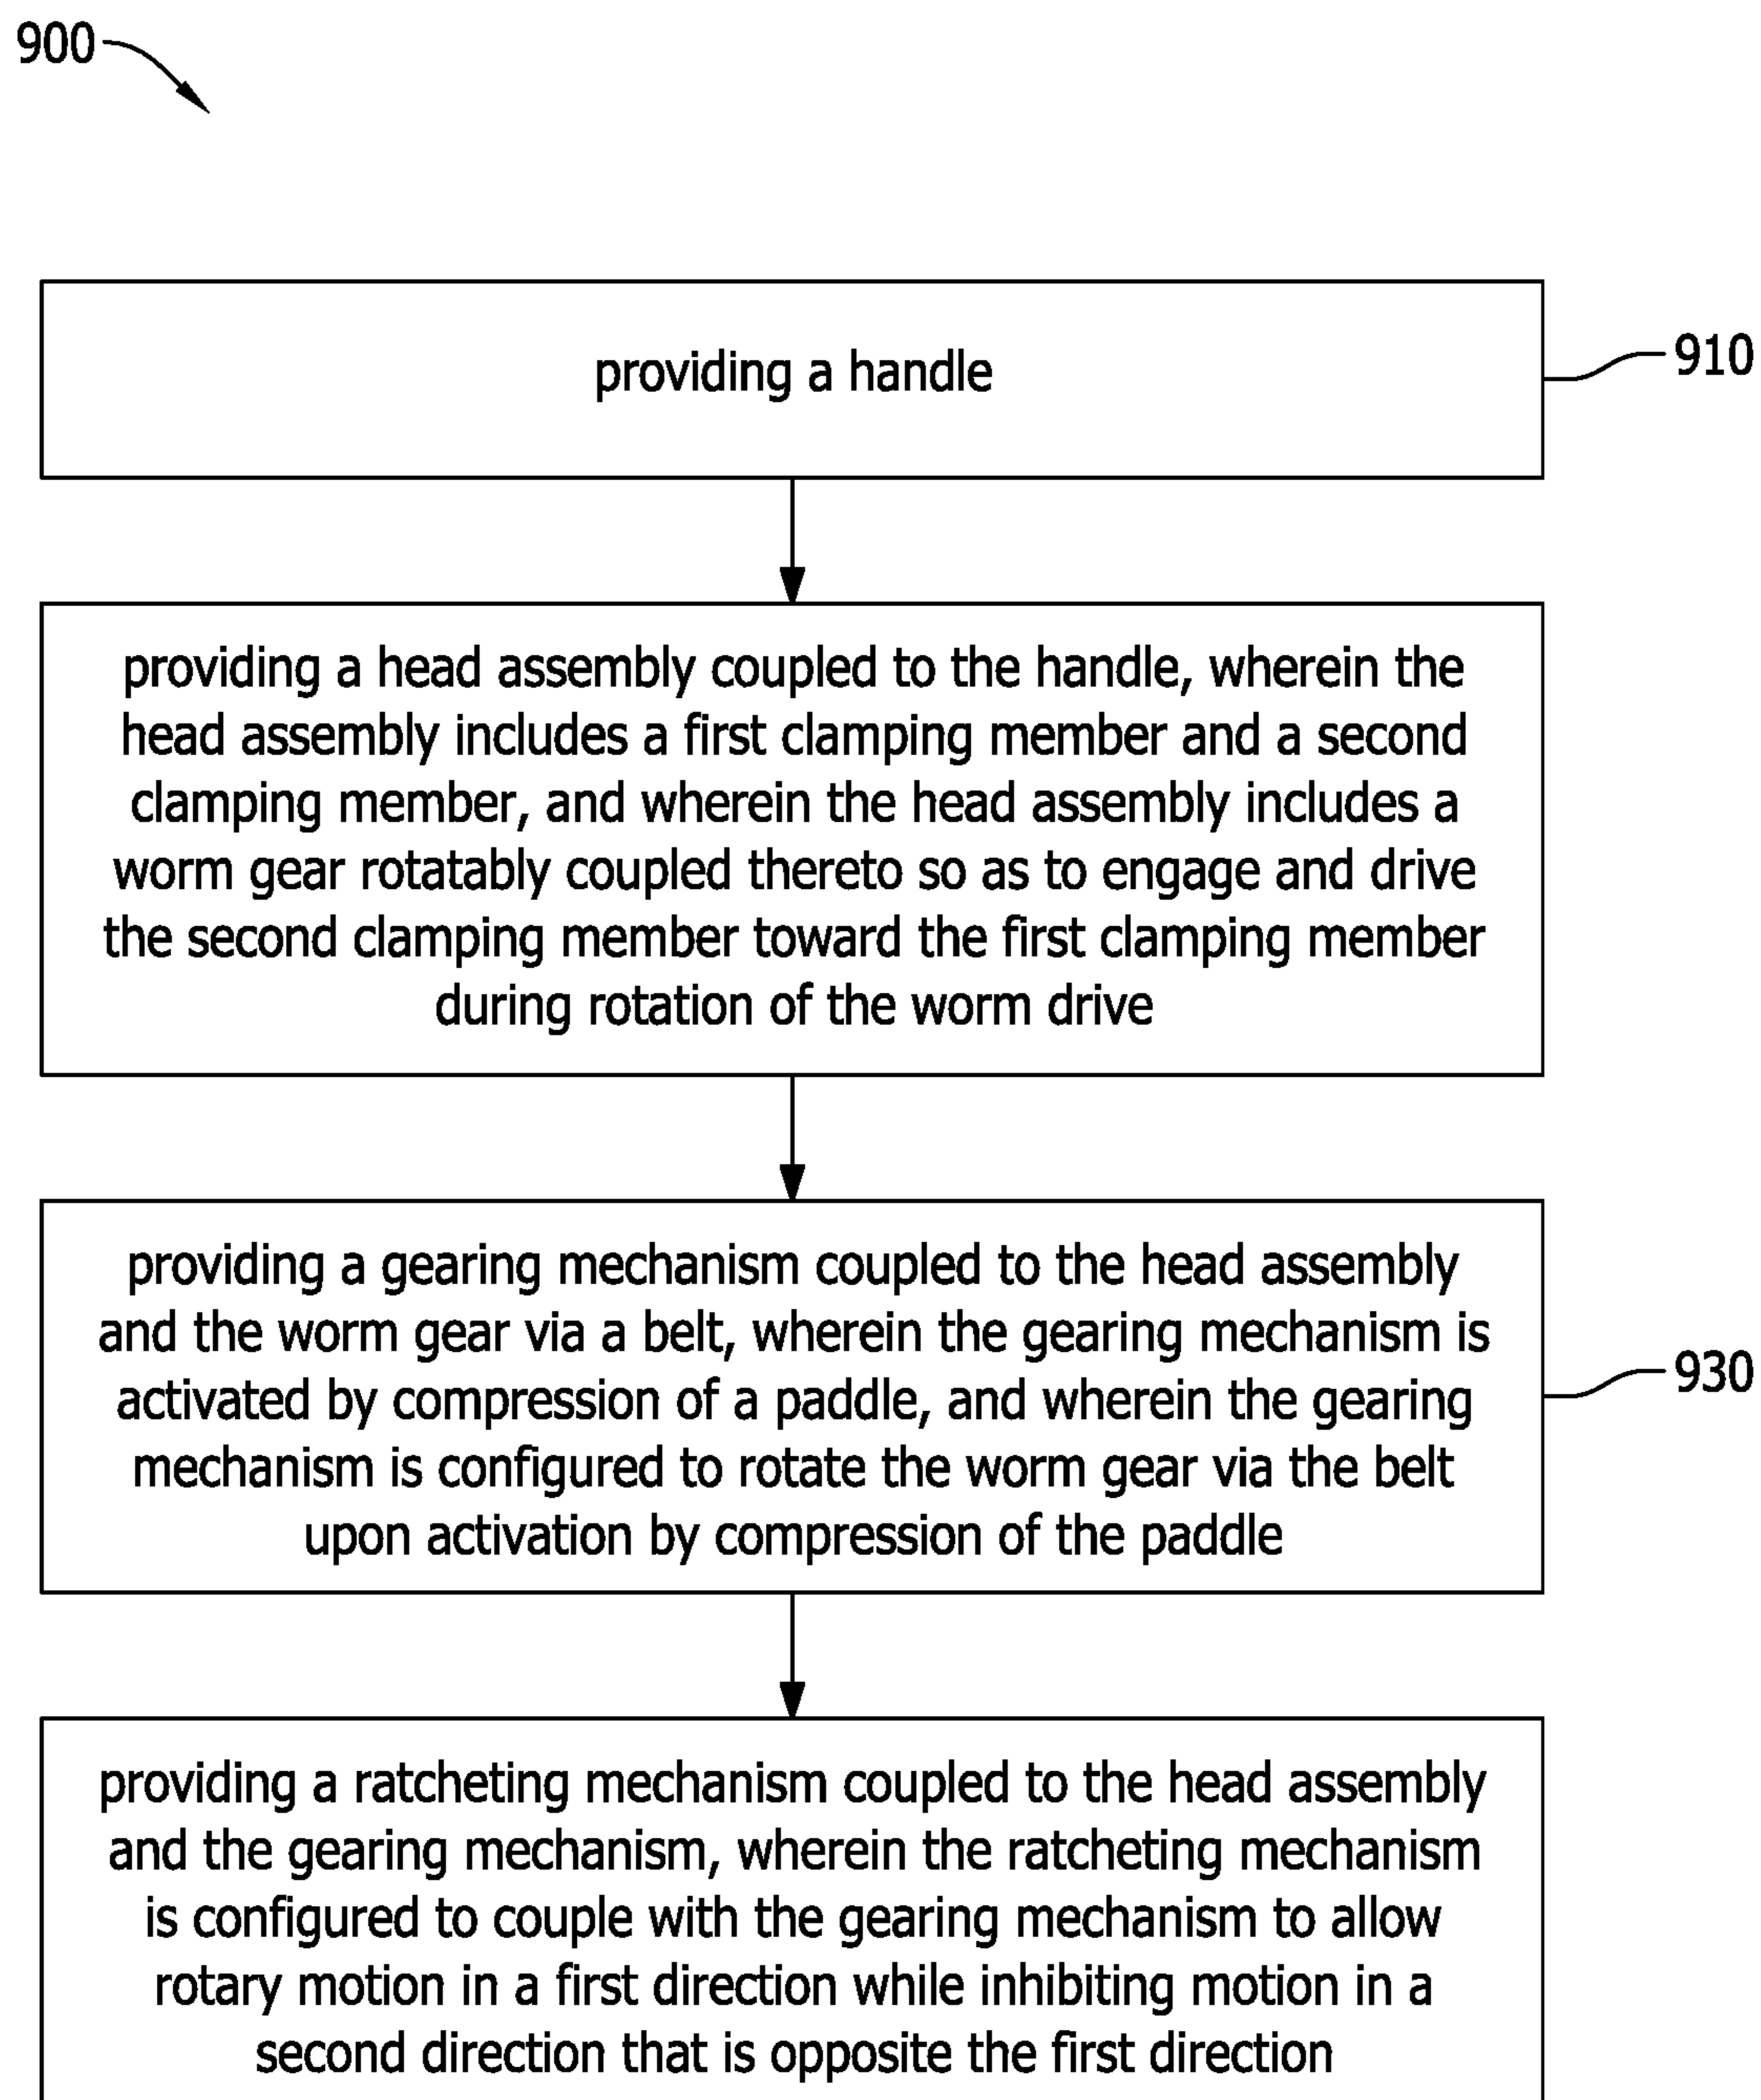 900
providing a handle
910
providing a head assembly coupled to the handle, wherein the
head assembly includes a first clamping member and a second
clamping member, and wherein the head assembly includes a
worm gear rotatably coupled thereto so as to engage and drive
the second clamping member toward the first clamping member
during rotation of the worm drive
providing a gearing mechanism coupled to the head assembly
and the worm gear via a belt, wherein the gearing mechanism is
activated by compression of a paddle, and wherein the gearing
mechanism is configured to rotate the worm gear via the belt
upon activation by compression of the paddle
930
providing a ratcheting mechanism coupled to the head assembly
and the gearing mechanism, wherein the ratcheting mechanism
is configured to couple with the gearing mechanism to allow
rotary motion in a first direction while inhibiting motion in a
second direction that is opposite the first direction